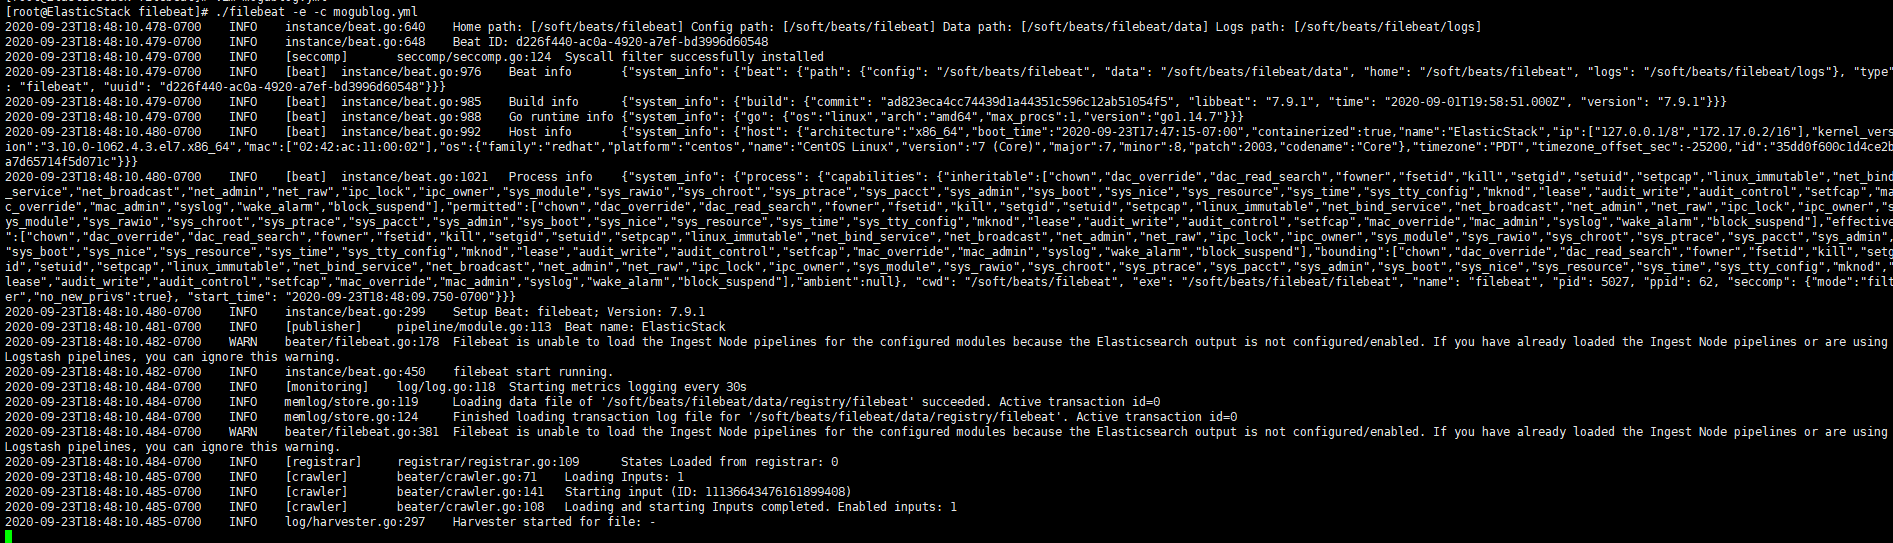 [root@ElasticStack filebeat]# ./filebeat -e -c mogublog.yml
2020-09-23T18:48:10.478-0700 INFO instance/beat.go:640 Home path: [/soft/beats/filebeat] Config path: [/soft/beats/filebeat] Data path: [/soft/beats/filebeat/data] Logs path: [/soft/beats/filebeat/logs]
2020-09-23T18:48:10.479-0700 INFO instance/beat.go:648 Beat ID: d226f440-ac0a-4920-a7ef-bd3996d60548
2020-09-23T18:48:10.479-0700 INFO [seccomp] seccomp/seccomp.go:124 Syscall filter successfully installed
2020-09-23T18:48:10.479-0700 INFO [beat] instance/beat.go:976 Beat info {"system_info": {"beat": {"path": {"config": "/soft/beats/filebeat", "data": "/soft/beats/filebeat/data", "home": "/soft/beats/filebeat", "logs": "/soft/beats/filebeat/logs"}, "type"
: "filebeat", "uuid": "d226f440-ac0a-4920-a7ef-bd3996d60548"}}}
2020-09-23T18:48:10.479-0700 INFO [beat] instance/beat.go:985 Build info {"system_info": {"build": {"commit": "ad823eca4cc74439d1a44351c596c12ab51054f5", "libbeat": "7.9.1", "time": "2020-09-01T19:58:51.000Z", "version": "7.9.1"}}}
2020-09-23T18:48:10.479-0700 INFO [beat] instance/beat.go:988 Go runtime info {"system_info": {"go": {"os":"linux","arch":"amd64","max_procs":1,"version":"go1.14.7"}}}
2020-09-23T18:48:10.480-0700 INFO [beat] instance/beat.go:992 Host info {"system_info": {"host": {"architecture":"x86_64","boot_time":"2020-09-23T17:47:15-07:00","containerized":true,"name":"ElasticStack","ip":["127.0.0.1/8","172.17.0.2/16"],"kernel_vers
ion":"3.10.0-1062.4.3.el7.x86_64","mac":["02:42:ac:11:00:02"],"os":{"family":"redhat","platform":"centos","name":"CentOS Linux","version":"7 (Core)","major":7,"minor":8,"patch":2003,"codename":"Core"},"timezone":"PDT","timezone_offset_sec":-25200,"id":"35dd0f600c1d4ce2b
a7d65714f5d071c"}}}
2020-09-23T18:48:10.480-0700 INFO [beat] instance/beat.go:1021 Process info {"system_info": {"process": {"capabilities": {"inheritable":["chown","dac_override","dac_read_search","fowner","fsetid","kill","setgid","setuid","setpcap","linux_immutable","net_bind
_service","net_broadcast","net_admin","net_raw","ipc_lock","ipc_owner","sys_module","sys_rawio","sys_chroot","sys_ptrace","sys_pacct","sys_admin","sys_boot","sys_nice","sys_resource","sys_time","sys_tty_config","mknod","lease","audit_write","audit_control","setfcap","ma
c_override","mac_admin","syslog","wake_alarm","block_suspend"],"permitted":["chown","dac_override","dac_read_search","fowner","fsetid","kill","setgid","setuid","setpcap","linux_immutable","net_bind_service","net_broadcast","net_admin","net_raw","ipc_lock","ipc_owner","s
ys_module","sys_rawio","sys_chroot","sys_ptrace","sys_pacct","sys_admin","sys_boot","sys_nice","sys_resource","sys_time","sys_tty_config","mknod","lease","audit_write","audit_control","setfcap","mac_override","mac_admin","syslog","wake_alarm","block_suspend"],"effective
":["chown","dac_override","dac_read_search","fowner","fsetid","kill","setgid","setuid","setpcap","linux_immutable","net_bind_service","net_broadcast","net_admin","net_raw","ipc_lock","ipc_owner","sys_module","sys_rawio","sys_chroot","sys_ptrace","sys_pacct","sys_admin",
"sys_boot","sys_nice","sys_resource","sys_time","sys_tty_config","mknod","lease","audit_write","audit_control","setfcap","mac_override","mac_admin","syslog","wake_alarm","block_suspend"],"bounding":["chown","dac_override","dac_read_search","fowner","fsetid","kill","setg
id","setuid","setpcap","linux_immutable","net_bind_service","net_broadcast","net_admin","net_raw","ipc_lock","ipc_owner","sys_module","sys_rawio","sys_chroot","sys_ptrace","sys_pacct","sys_admin","sys_boot","sys_nice","sys_resource","sys_time","sys_tty_config","mknod","
lease","audit_write","audit_control","setfcap","mac_override","mac_admin","syslog","wake_alarm","block_suspend"],"ambient":null}, "cwd": "/soft/beats/filebeat", "exe": "/soft/beats/filebeat/filebeat", "name": "filebeat", "pid": 5027, "ppid": 62, "seccomp": {"mode":"filt
er","no_new_privs":true}, "start_time": "2020-09-23T18:48:09.750-0700"}}}
2020-09-23T18:48:10.480-0700 INFO instance/beat.go:299 Setup Beat: filebeat; Version: 7.9.1
2020-09-23T18:48:10.481-0700 INFO [publisher] pipeline/module.go:113 Beat name: ElasticStack
2020-09-23T18:48:10.482-0700 WARN beater/filebeat.go:178 Filebeat is unable to load the Ingest Node pipelines for the configured modules because the Elasticsearch output is not configured/enabled. If you have already loaded the Ingest Node pipelines or are using
Logstash pipelines, you can ignore this warning.
2020-09-23T18:48:10.482-0700 INFO instance/beat.go:450 filebeat start running.
2020-09-23T18:48:10.484-0700 INFO [monitoring] log/log.go:118 Starting metrics logging every 30s
2020-09-23T18:48:10.484-0700 INFO memlog/store.go:119 Loading data file of '/soft/beats/filebeat/data/registry/filebeat' succeeded. Active transaction id=0
2020-09-23T18:48:10.484-0700 INFO memlog/store.go:124 Finished loading transaction log file for '/soft/beats/filebeat/data/registry/filebeat'. Active transaction id=0
2020-09-23T18:48:10.484-0700 WARN beater/filebeat.go:381 Filebeat is unable to load the Ingest Node pipelines for the configured modules because the Elasticsearch output is not configured/enabled. If you have already loaded the Ingest Node pipelines or are using
Logstash pipelines, you can ignore this warning.
2020-09-23T18:48:10.484-0700 INFO [registrar] registrar/registrar.go:109 States Loaded from registrar: 0
2020-09-23T18:48:10.485-0700 INFO [crawler] beater/crawler.go:71 Loading Inputs: 1
2020-09-23T18:48:10.485-0700 INFO [crawler] beater/crawler.go:141 Starting input (ID: 11136643476161899408)
2020-09-23T18:48:10.485-0700 INFO [crawler] beater/crawler.go:108 Loading and starting Inputs completed. Enabled inputs: 1
2020-09-23T18:48:10.485-0700 INFO log/harvester.go:297 Harvester started for file: -